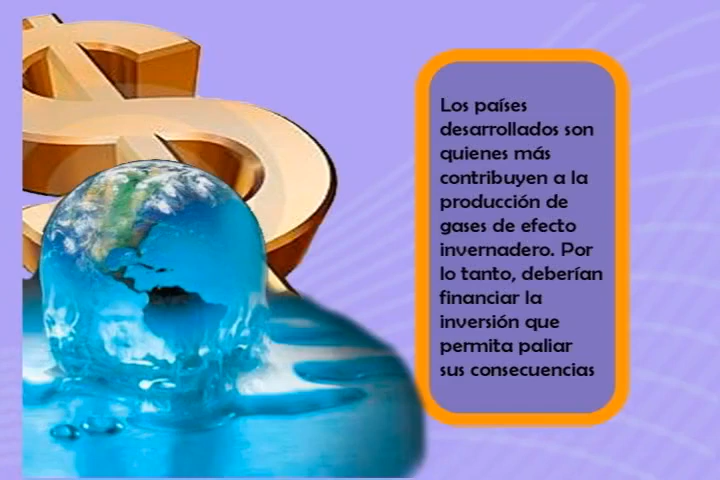 Los países
desarrollados son
quienes más
contribuyen a la
producción de
gases de efecto
invernadero. Por
lo tanto, deberían
financiar la
inversión que
permita paliar
sus consecuencias